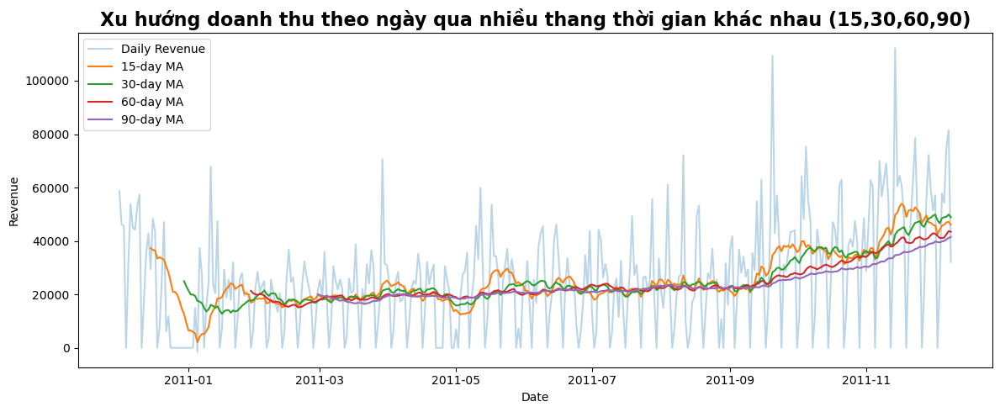 Xu hướng doanh thu theo ngày qua nhiều thang thời gian khác nhau (15,30,60,90)
Daily Revenue
15-day MA
30-day MA
60-day MA
90-day MA
Revenue
100000
80000
60000
40000
20000
0
2011-01
2011-03
2011-05
2011-07
2011-09
2011-11
Date